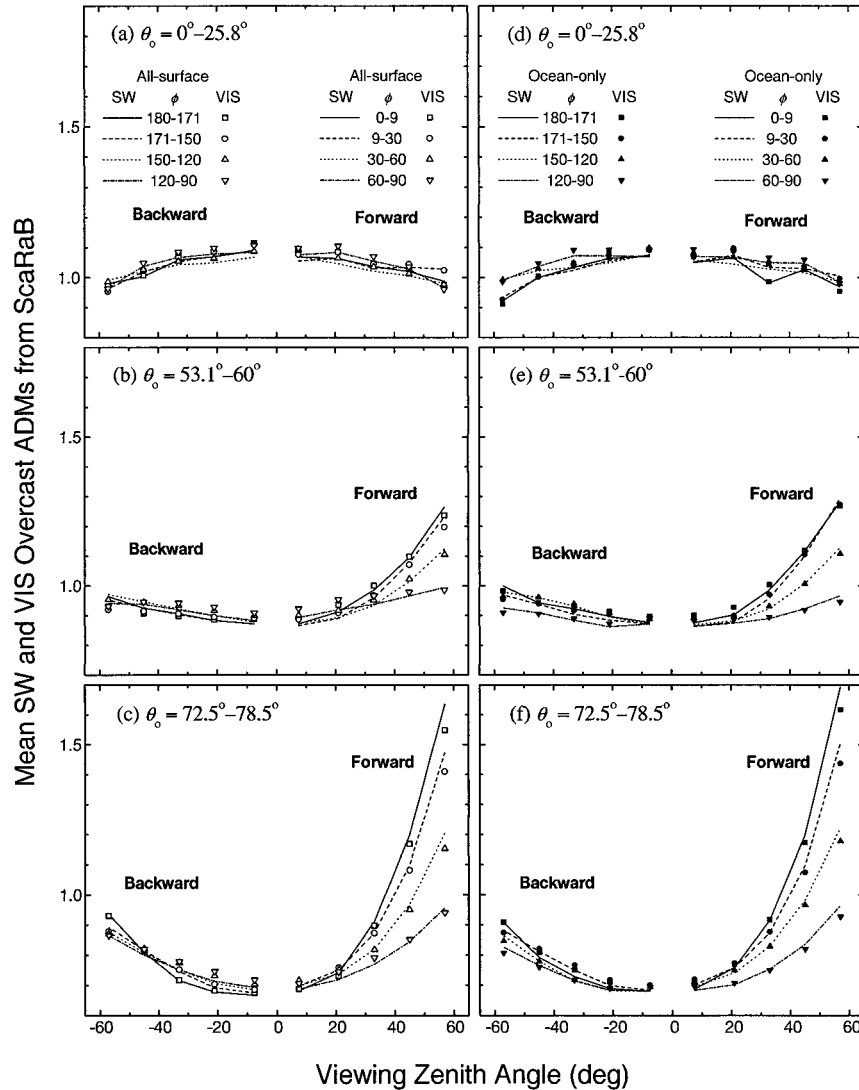 Mean SW and VIS Overcast ADMs from ScaRaB
(a) θo = 0°–25.8°
All-surface
SW ϕ VIS
180-171
171-150
150-120
120-90
Backward
All-surface
SW ϕ VIS
0-9
9-30
30-60
60-90
Forward
1.5
1.0
(d) θo = 0°–25.8°
Ocean-only
SW ϕ VIS
180-171
171-150
150-120
120-90
Backward
Ocean-only
SW ϕ VIS
0-9
9-30
30-60
60-90
Forward
(b) θo = 53.1°–60°
Backward
Forward
1.5
1.0
(e) θo = 53.1°-60°
Backward
Forward
(c) θo = 72.5°–78.5°
Backward
Forward
1.5
1.0
(f) θo = 72.5°–78.5°
Backward
Forward
-60 -40 -20 0 20 40 60
-60 -40 -20 0 20 40 60
Viewing Zenith Angle (deg)